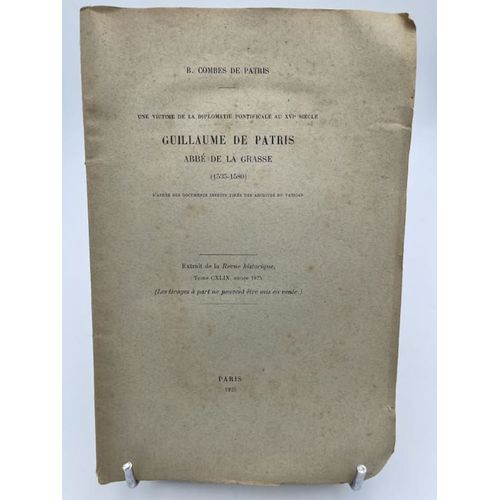 B. COMBES DE PATRIS
UNE VICTIME DE LA DIPLOMATIE PONTIFICALE AU XVIe SIÈCLE
GUILLAUME DE PATRIS
ABBÉ DE LA GRASSE
(1535-1580)
D'APRÈS DES DOCUMENTS INÉDITS TIRÉS DES ARCHIVES DU VATICAN
Extrait de la Revue historique,
Tome CXLIX, année 1925.
(Les tirages à part ne peuvent être mis en vente.)
PARIS
1925